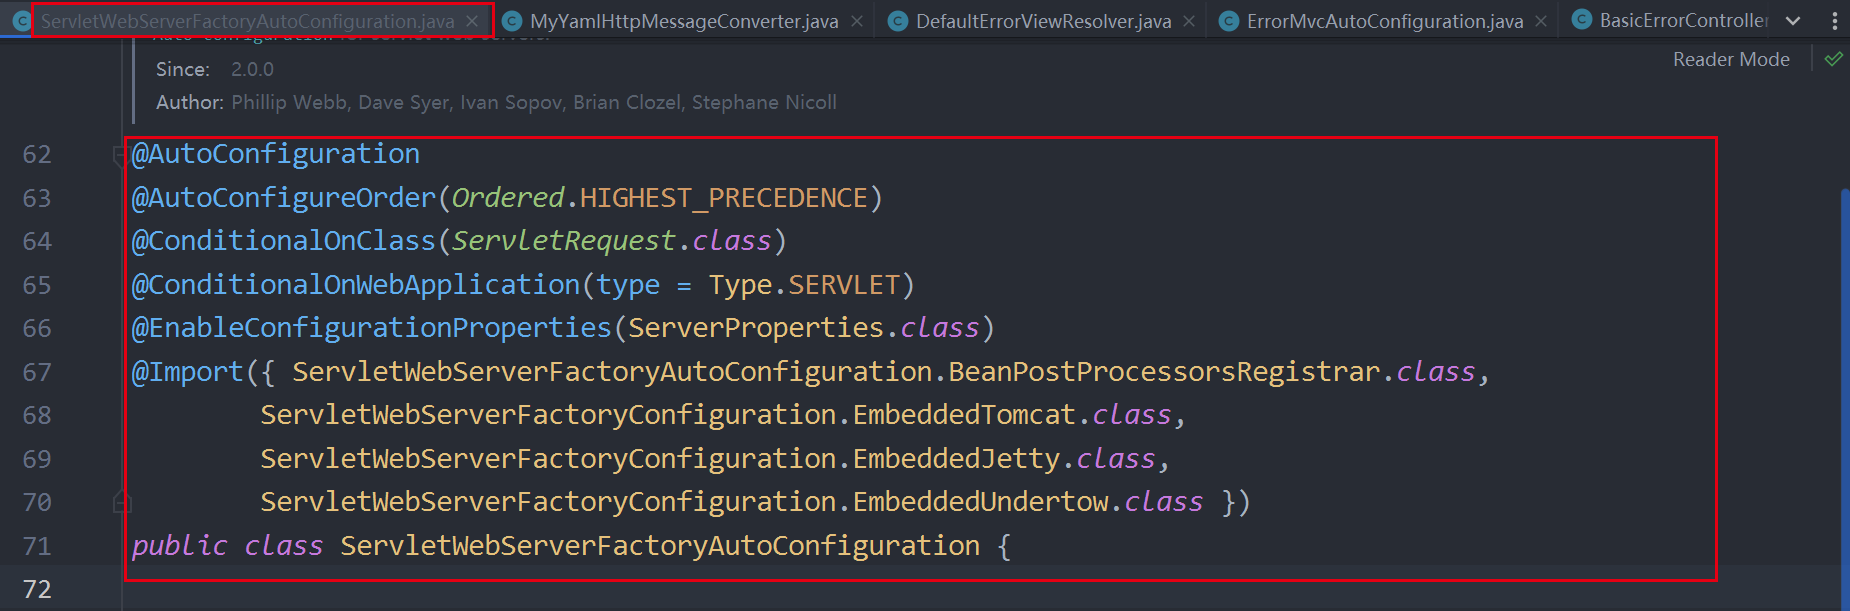 ServletWebServerFactoryAutoConfiguration.java MyYamlHttpMessageConverter.java DefaultErrorViewResolver.java ErrorMvcAutoConfiguration.java BasicErrorController
Since: 2.0.0
Reader Mode
Author: Phillip Webb, Dave Syer, Ivan Sopov, Brian Clozel, Stephane Nicoll
62 @AutoConfiguration
63 @AutoConfigureOrder(Ordered.HIGHEST_PRECEDENCE)
64 @ConditionalOnClass(ServletRequest.class)
65 @ConditionalOnWebApplication(type = Type.SERVLET)
66 @EnableConfigurationProperties(ServerProperties.class)
67 @Import({ ServletWebServerFactoryAutoConfiguration.BeanPostProcessorsRegistrar.class,
68 ServletWebServerFactoryConfiguration.EmbeddedTomcat.class,
69 ServletWebServerFactoryConfiguration.EmbeddedJetty.class,
70 ServletWebServerFactoryConfiguration.EmbeddedUndertow.class })
71 public class ServletWebServerFactoryAutoConfiguration {
72